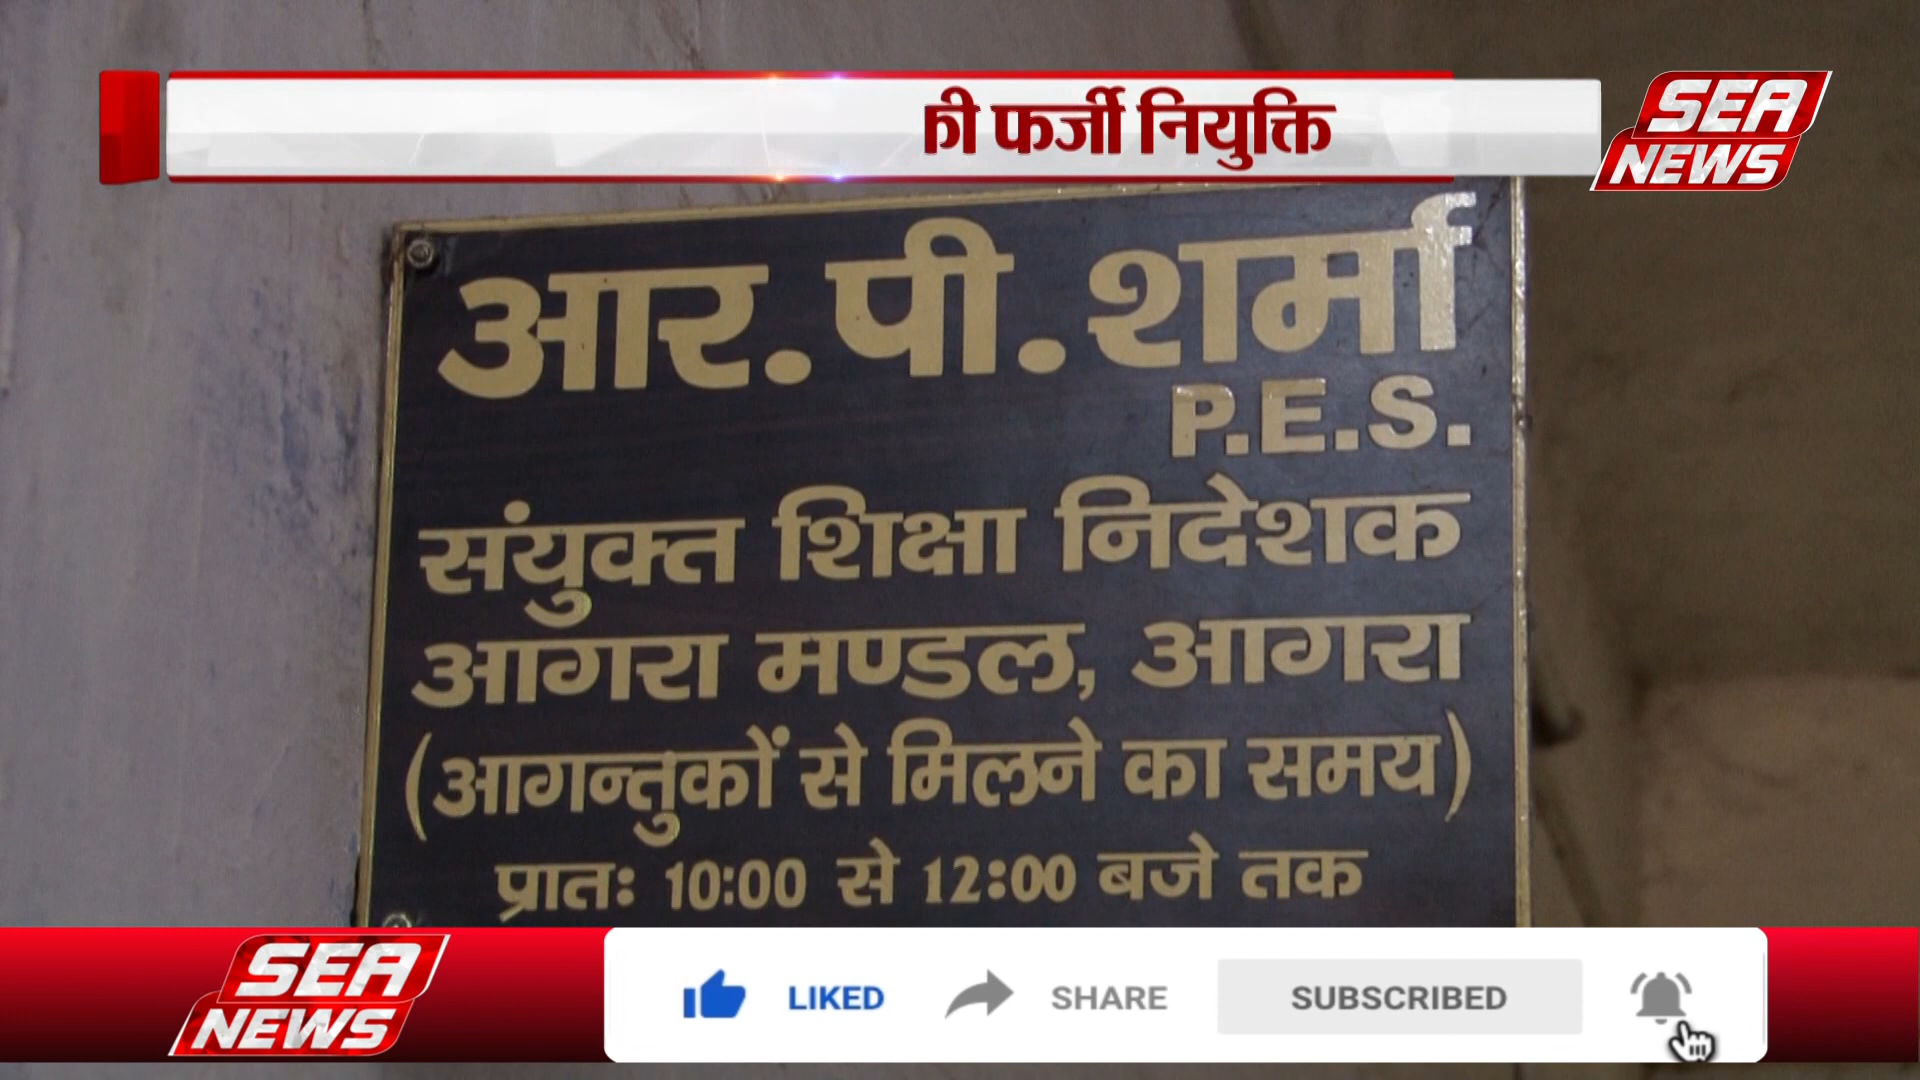 फर्जी नियुक्ति
SEA
NEWS
आर.पी.शर्मा
P.E.S.
संयुक्त शिक्षा निदेशक
आगरा मण्डल, आगरा
(आगन्तुकों से मिलने का समय)
प्रातः 10:00 से 12:00 बजे तक
SEA
NEWS
LIKED SHARE SUBSCRIBED